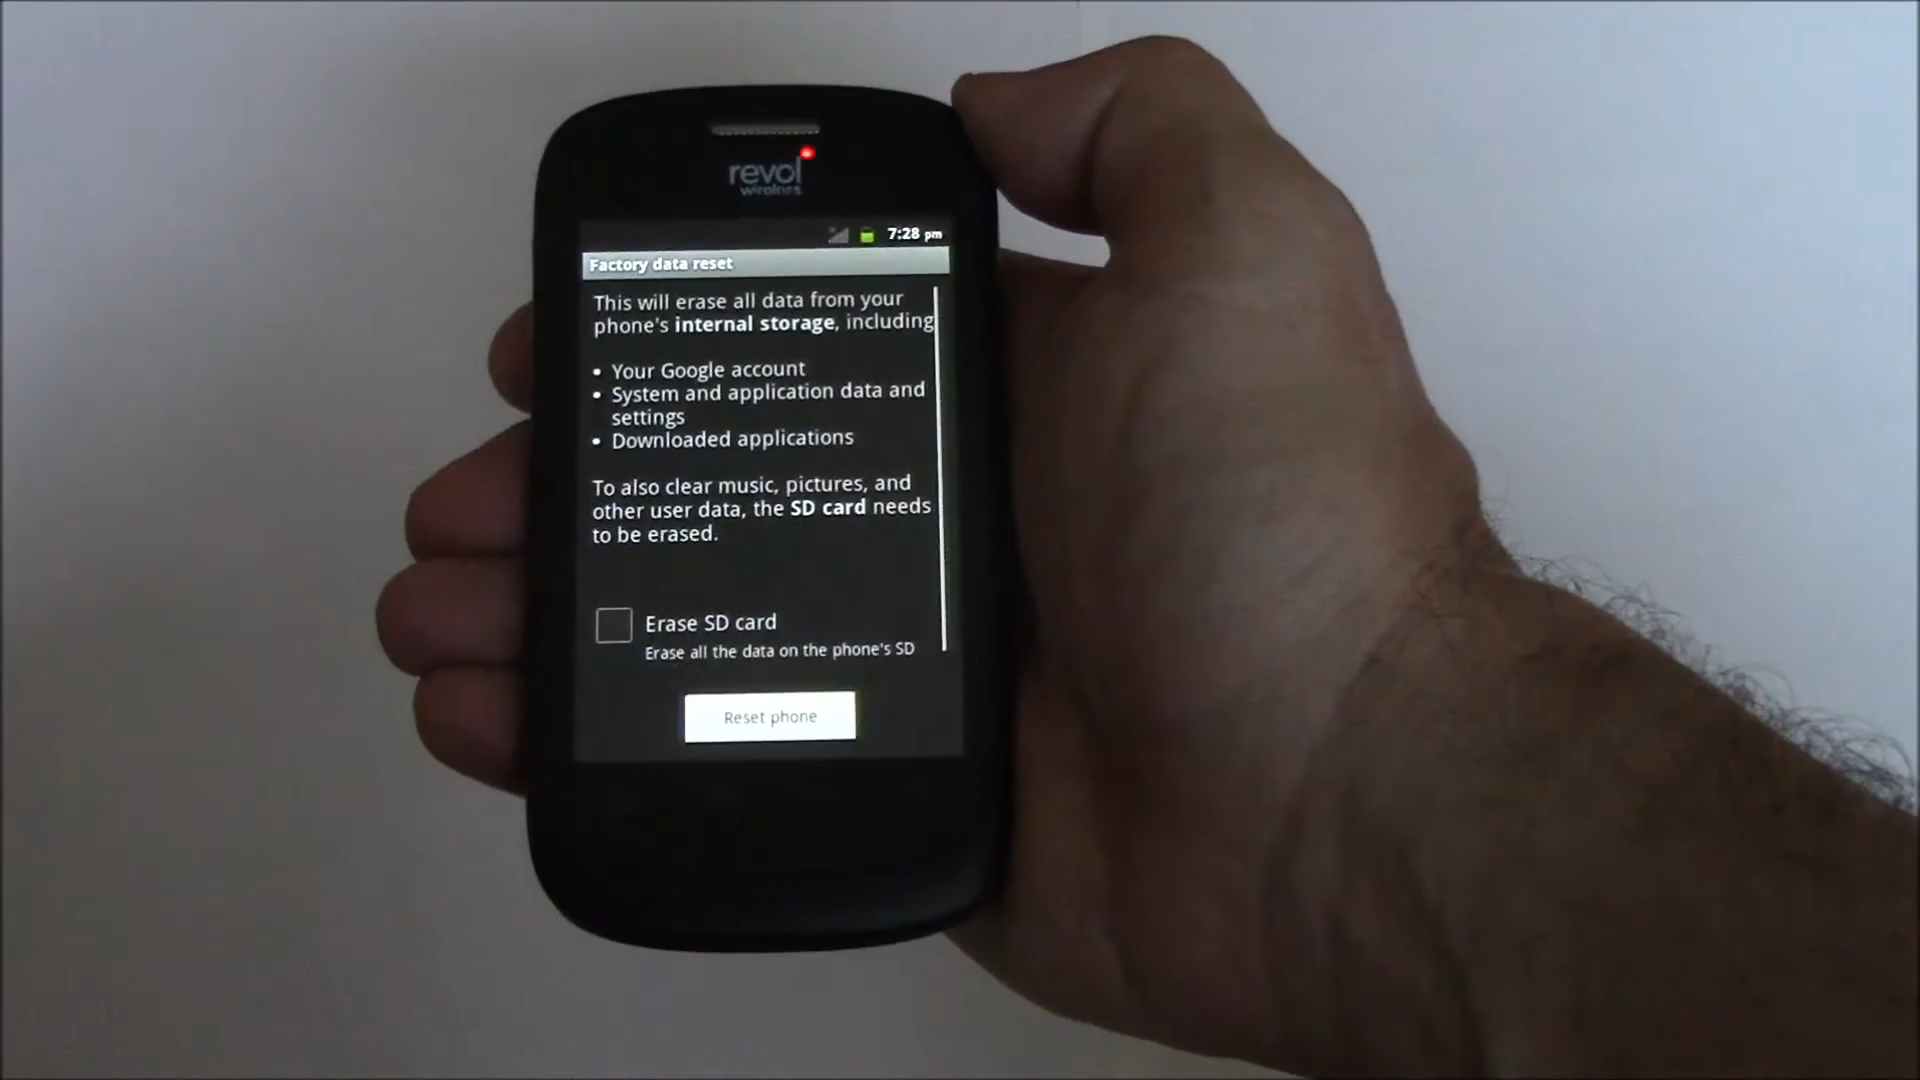 revol
wireless
7:28 pm
Factory data reset
This will erase all data from your
phone's internal storage, including
• Your Google account
• System and application data and
settings
• Downloaded applications
To also clear music, pictures, and
other user data, the SD card needs
to be erased.
Erase SD card
Erase all the data on the phone's SD
Reset phone